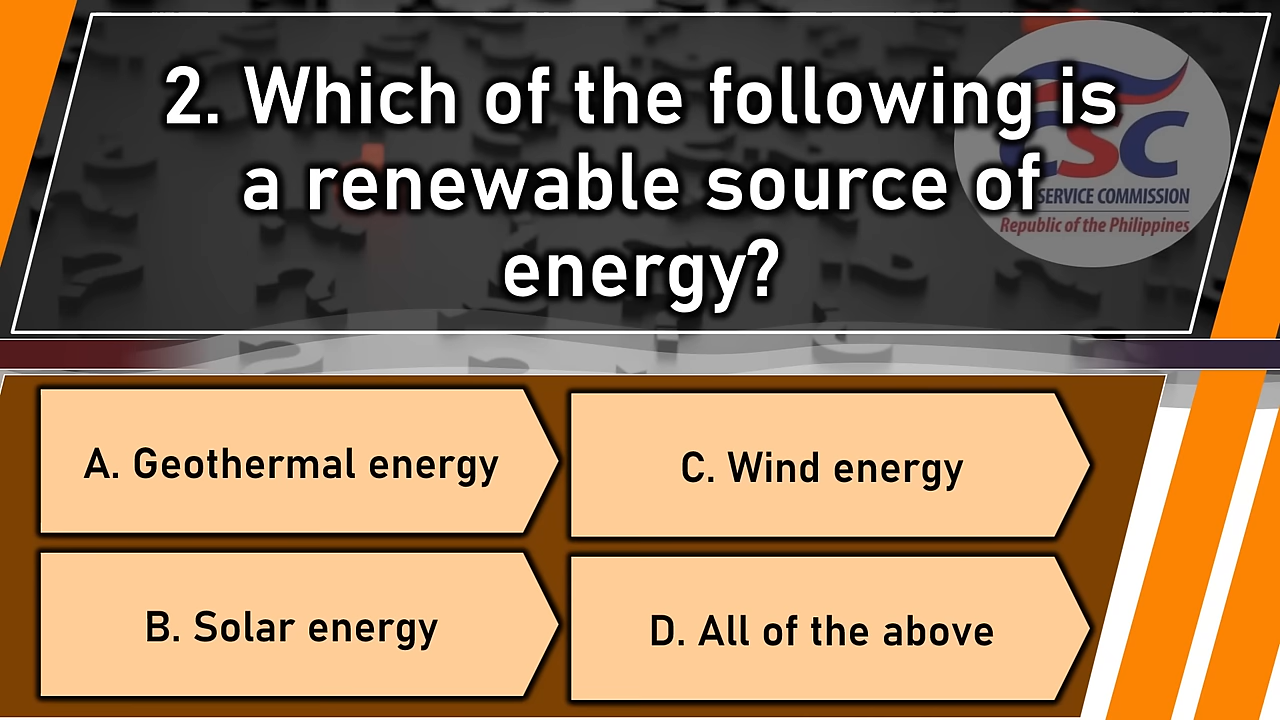 2. Which of the following is
a renewable source of
energy?
CSC
SERVICE COMMISSION
Republic of the Philippines
A. Geothermal energy
B. Solar energy
C. Wind energy
D. All of the above